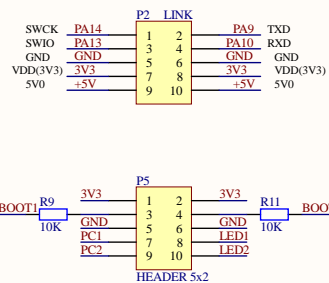 P2 LINK
SWCK PA14 1 2 PA9 TXD
SWIO PA13 3 4 PA10 RXD
GND GND 5 6 GND GND
VDD(3V3) 3V3 7 8 3V3 VDD(3V3)
5V0 +5V 9 10 +5V 5V0
P5
3V3 1 2 3V3
BOOT1 R9 10K 3 4 R11 10K BOO
GND 5 6 GND
PC1 7 8 LED1
PC2 9 10 LED2
HEADER 5x2